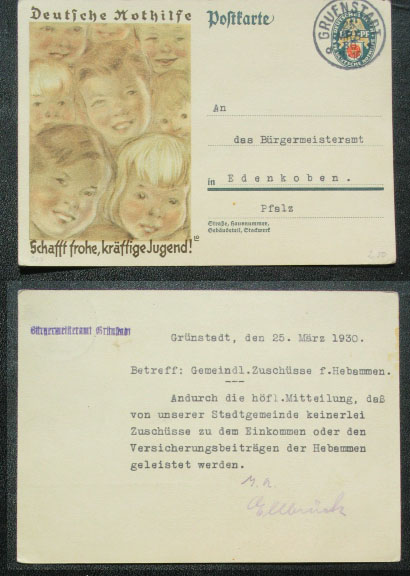 Deutsche Nothilfe
Postkarte
GRUENSTADT
An
das Bürgermeisteramt
in Edenkoben.
Pfalz
Straße, Hausnummer,
Gebäudeteil, Stockwerk
Schafft frohe, kräftige Jugend!
Bürgermeisteramt Grünstadt
Grünstadt, den 25. März 1930.
Betreff: Gemeindl.Zuschüsse f.Hebammen.
Andurch die höfl.Mitteilung, daß
von unserer Stadtgemeinde keinerlei
Zuschüsse zu dem Einkommen oder den
Versicherungsbeiträgen der Hebammen
geleistet werden.